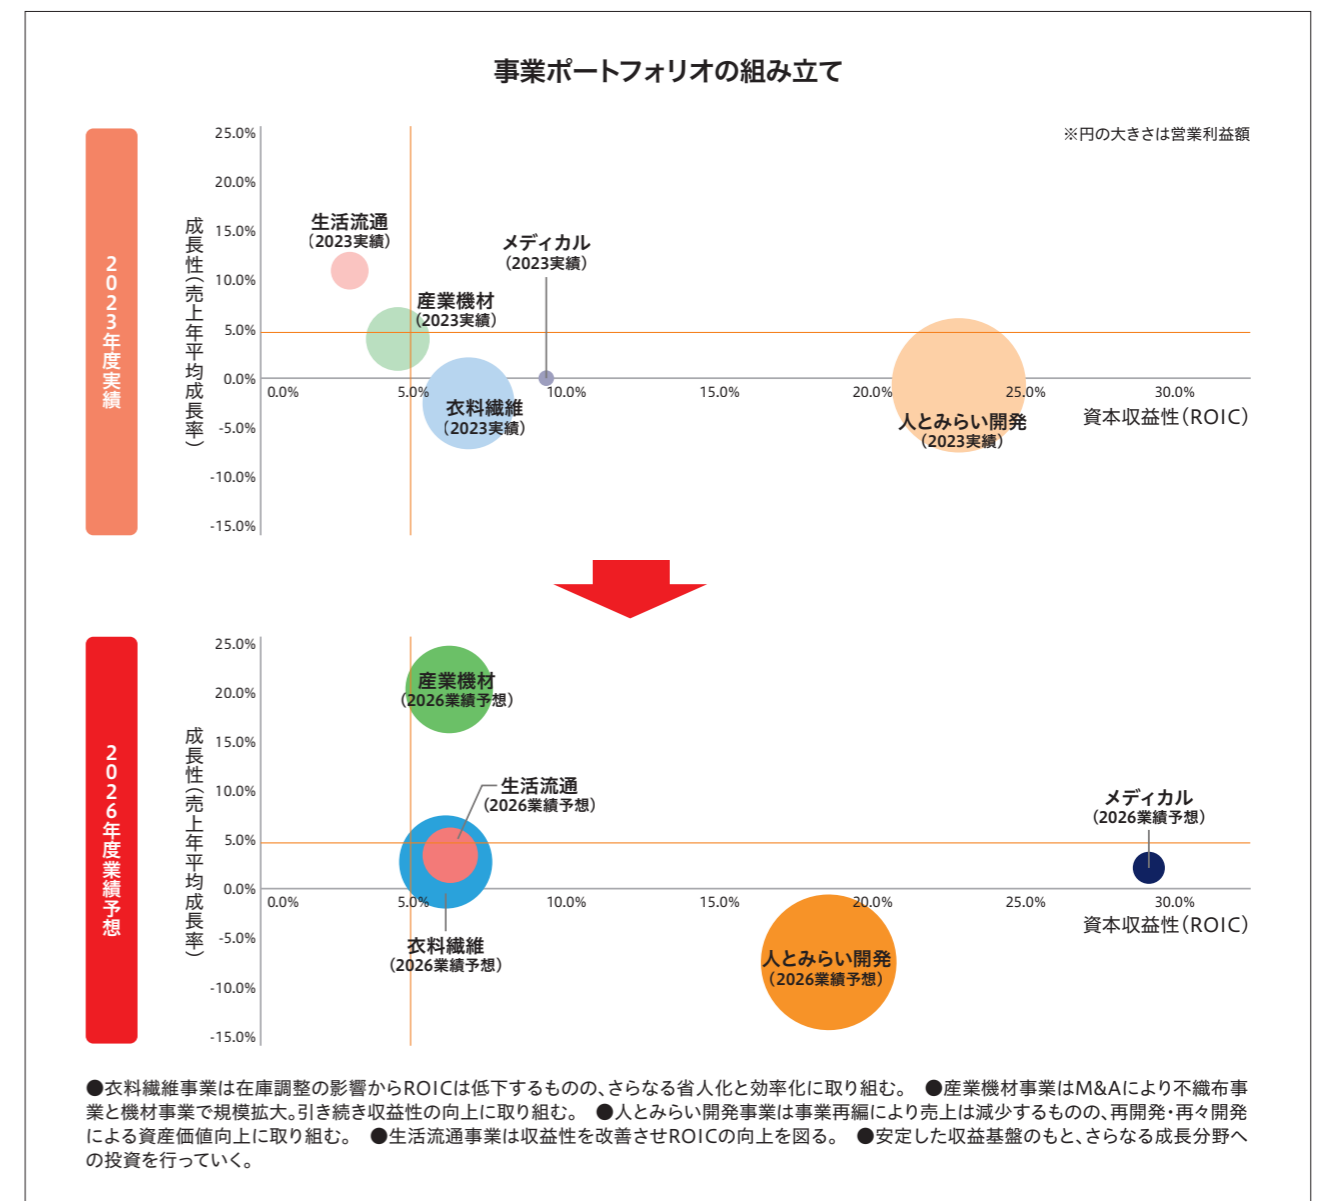 事業ポートフォリオの組み立て
※円の大きさは営業利益額
2023年度実績
成長性（売上年平均成長率）
25.0%
20.0%
15.0%
10.0%
5.0%
0.0%
-5.0%
-10.0%
-15.0%
生活流通
（2023実績）
メディカル
（2023実績）
産業機材
（2023実績）
衣料繊維
（2023実績）
人とみらい開発
（2023実績）
0.0%
5.0%
10.0%
15.0%
20.0%
25.0%
30.0%
資本収益性（ROIC）
2026年度業績予想
成長性（売上年平均成長率）
25.0%
20.0%
15.0%
10.0%
5.0%
0.0%
-5.0%
-10.0%
-15.0%
産業機材
（2026業績予想）
生活流通
（2026業績予想）
メディカル
（2026業績予想）
衣料繊維
（2026業績予想）
人とみらい開発
（2026業績予想）
0.0%
5.0%
10.0%
15.0%
20.0%
25.0%
30.0%
資本収益性（ROIC）
●衣料繊維事業は在庫調整の影響からROICは低下するものの、さらなる省人化と効率化に取り組む。 ●産業機材事業はM&Aにより不織布事
業と機材事業で規模拡大。引き続き収益性の向上に取り組む。 ●人とみらい開発事業は事業再編により売上は減少するものの、再開発・再々開発
による資産価値向上に取り組む。 ●生活流通事業は収益性を改善させROICの向上を図る。 ●安定した収益基盤のもと、さらなる成長分野へ
の投資を行っていく。